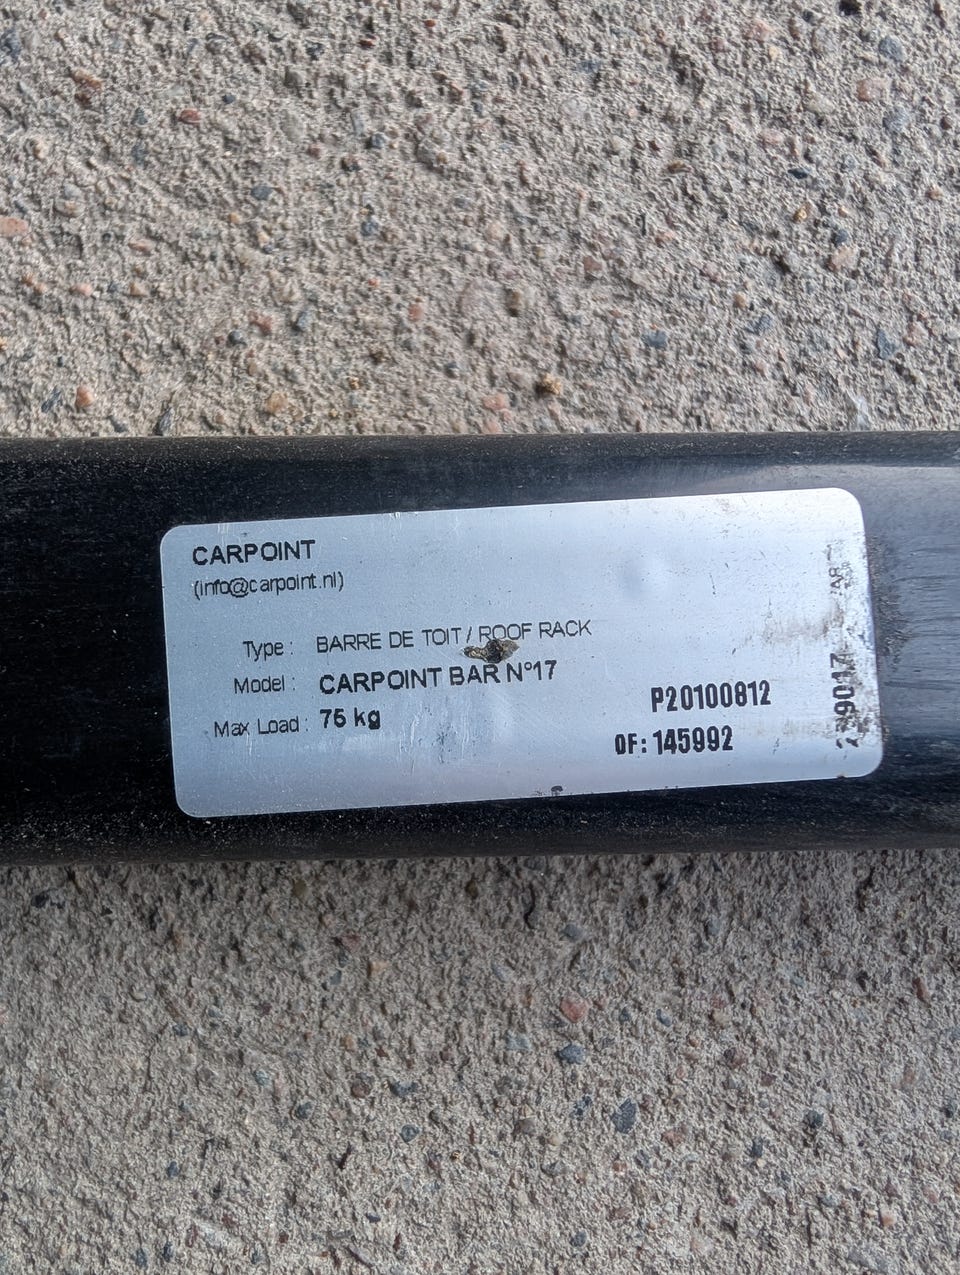 CARPOINT
(info@carpoint.nl)
Type : BARRE DE TOIT / ROOF RACK
Model : CARPOINT BAR N°17
Max Load : 75 kg
P20100812
OF: 145992